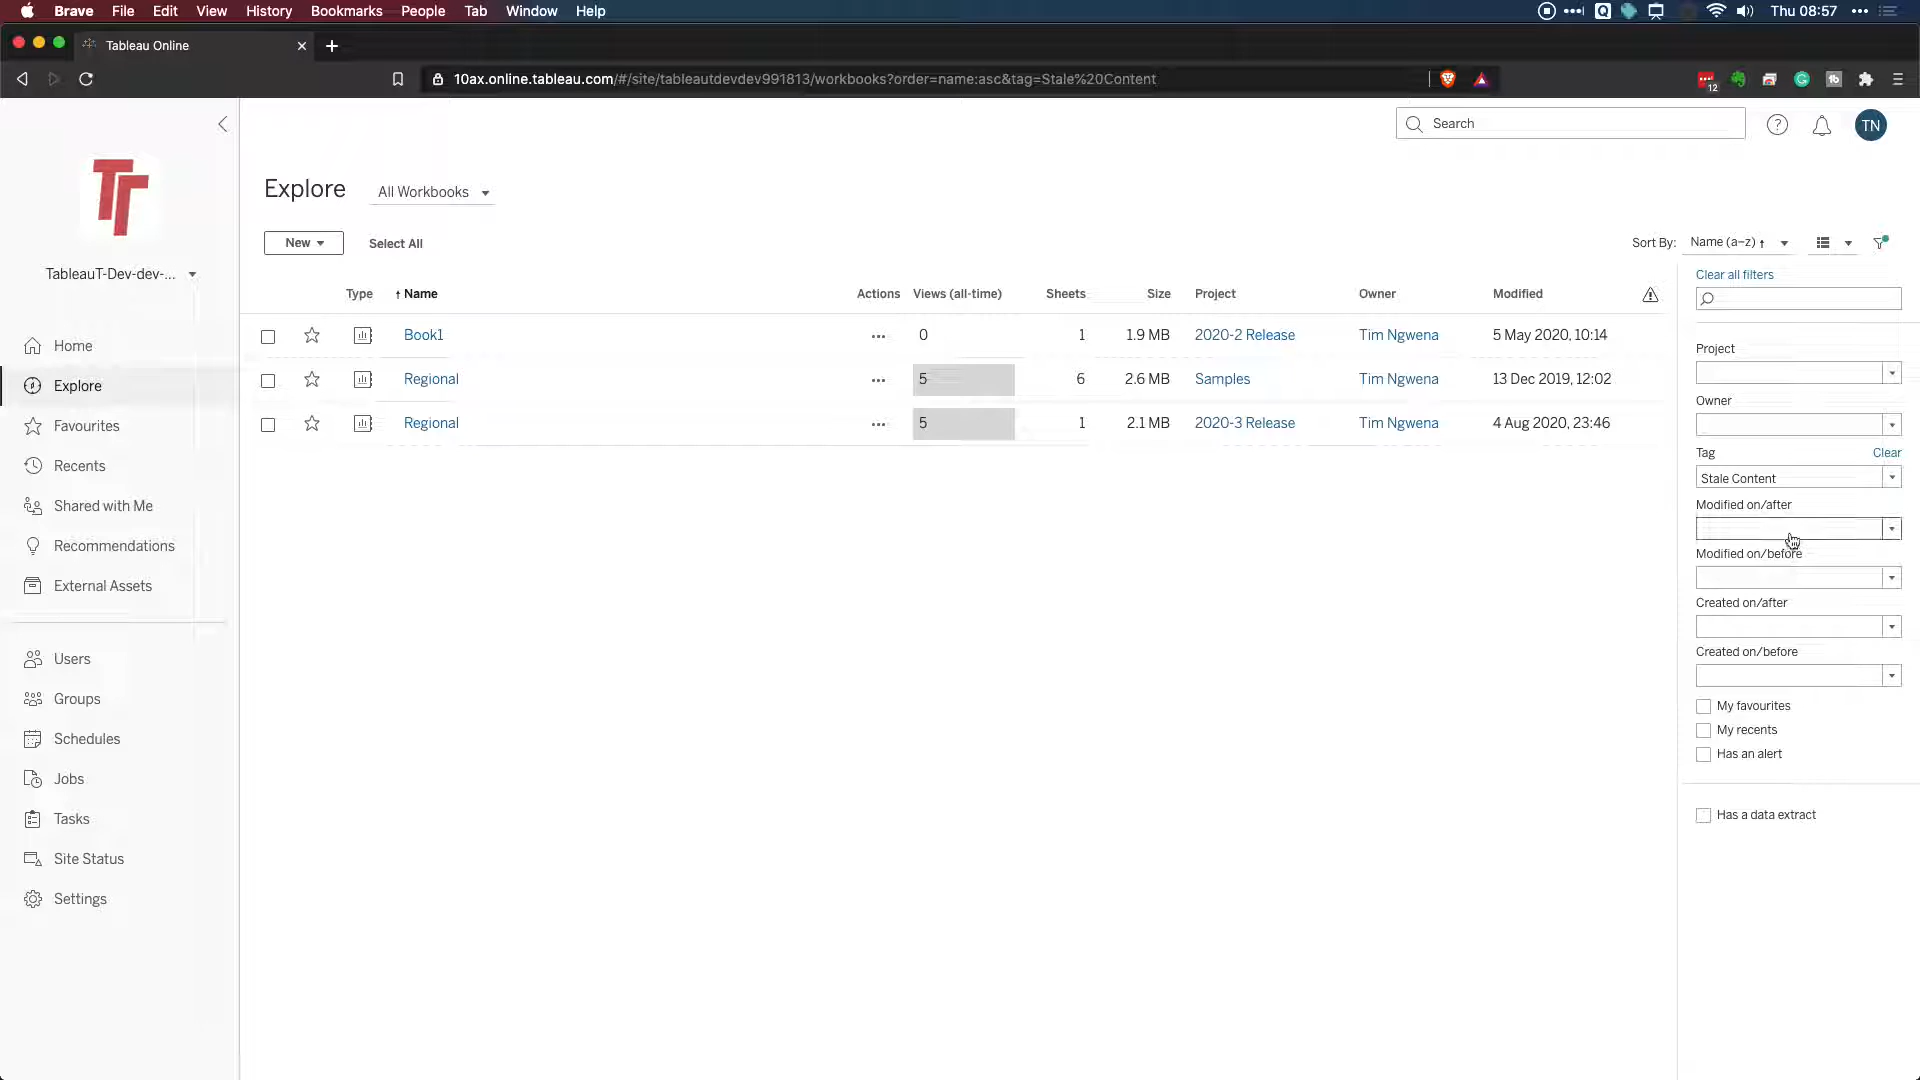 Brave File Edit View History Bookmarks People Tab Window Help
Thu 08:57
Tableau Online
10ax.online.tableau.com/#/site/tableautdevdev991813/workbooks?order=name:asc&tag=Stale%20Content
12
Search
TN
TableauT-Dev-dev-...
Home
Explore
Favourites
Recents
Shared with Me
Recommendations
External Assets
Users
Groups
Schedules
Jobs
Tasks
Site Status
Settings
Explore All Workbooks
New Select All
Sort By: Name (a–z) ↑
Type ↑ Name Actions Views (all-time) Sheets Size Project Owner Modified
Book1 ... 0 1 1.9 MB 2020-2 Release Tim Ngwena 5 May 2020, 10:14
Regional ... 5 6 2.6 MB Samples Tim Ngwena 13 Dec 2019, 12:02
Regional ... 5 1 2.1 MB 2020-3 Release Tim Ngwena 4 Aug 2020, 23:46
Clear all filters
Project
Owner
Tag Clear
Stale Content
Modified on/after
Modified on/before
Created on/after
Created on/before
My favourites
My recents
Has an alert
Has a data extract